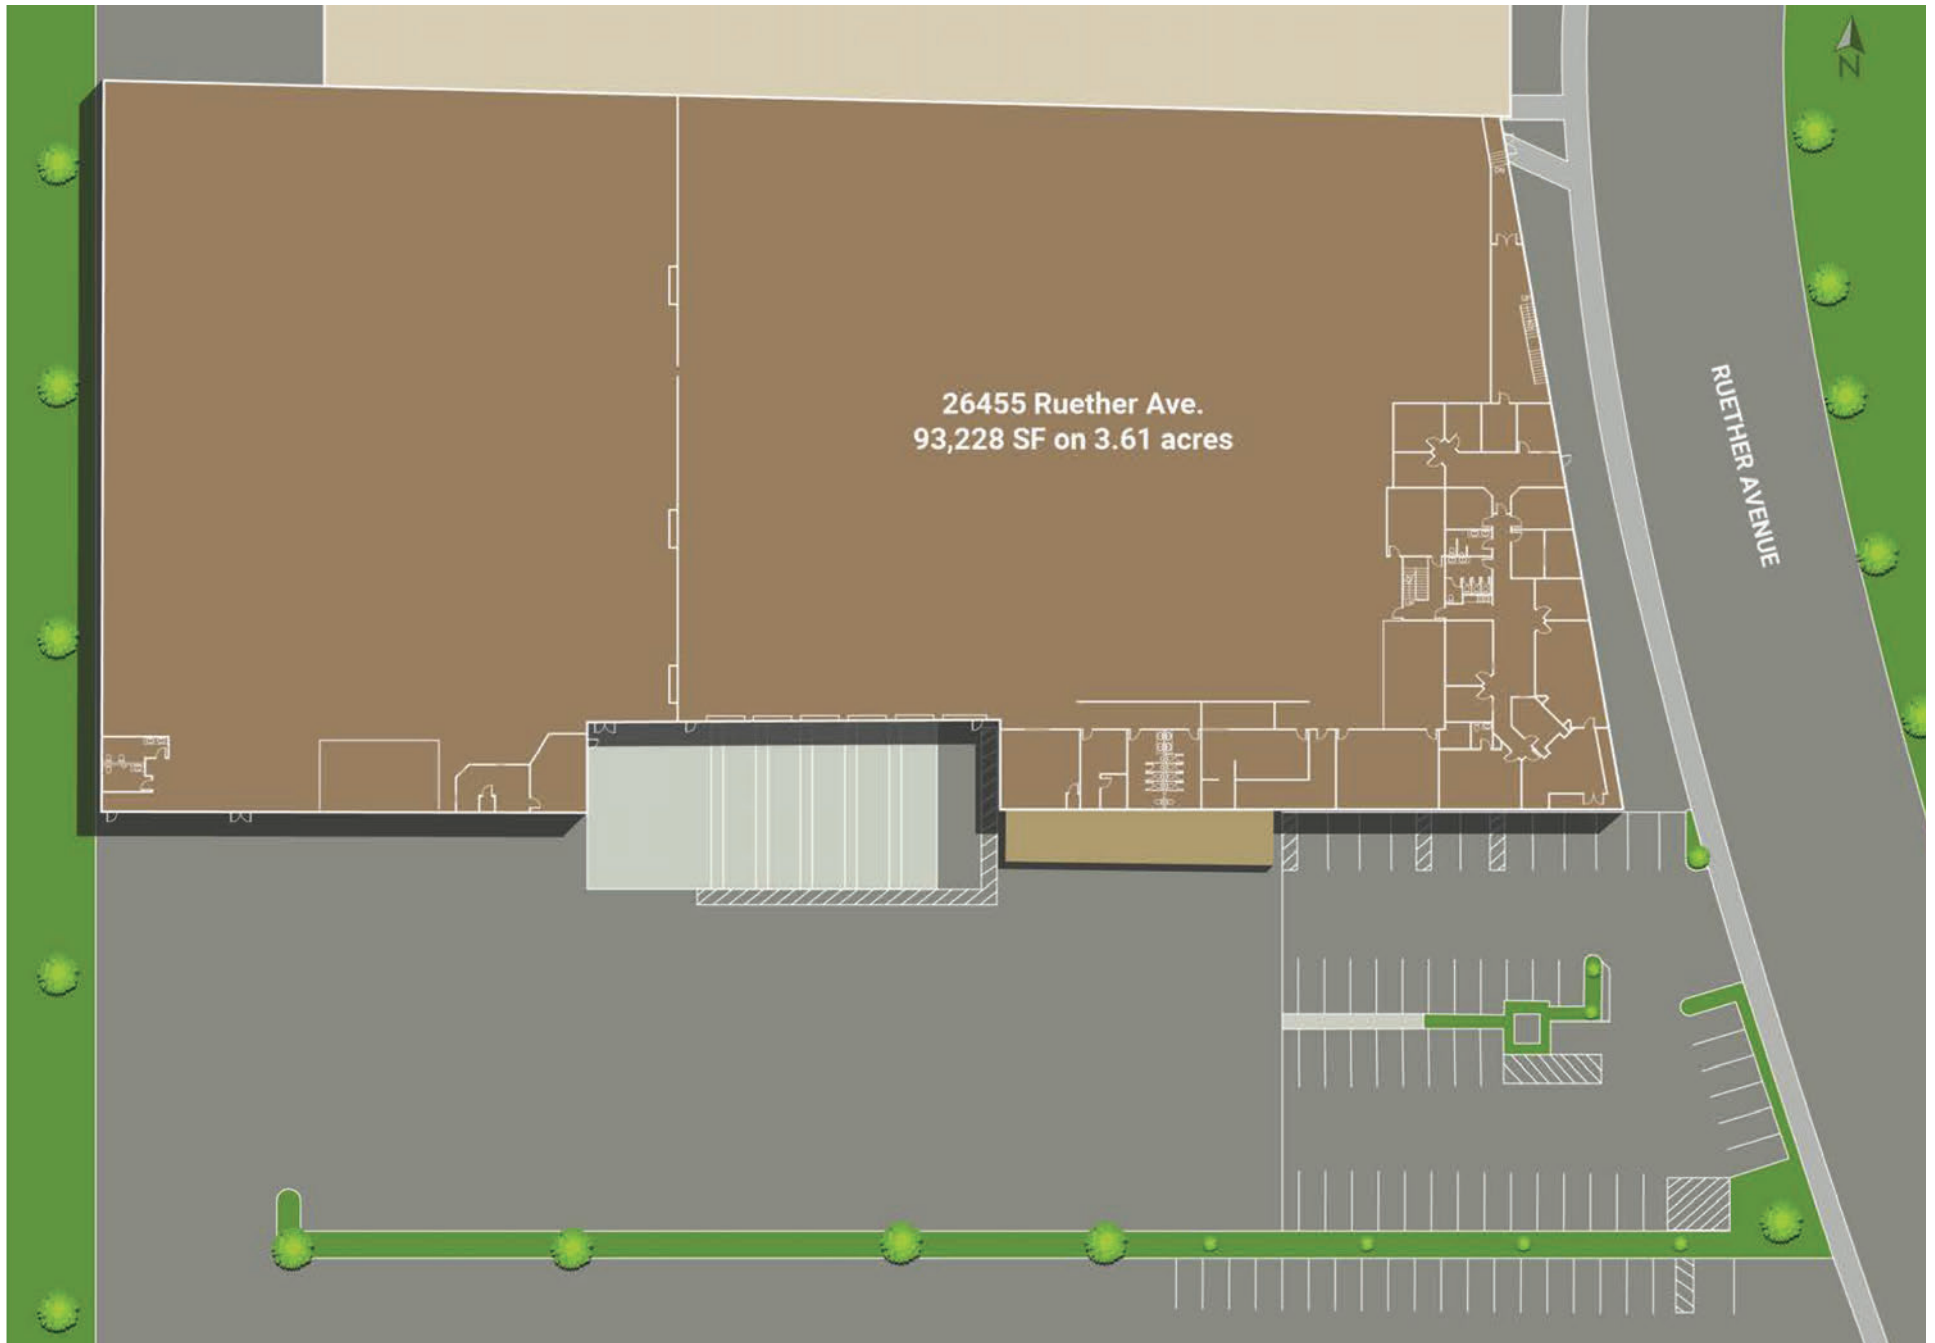 N
26455 Ruether Ave.
93,228 SF on 3.61 acres
RUETHER AVENUE